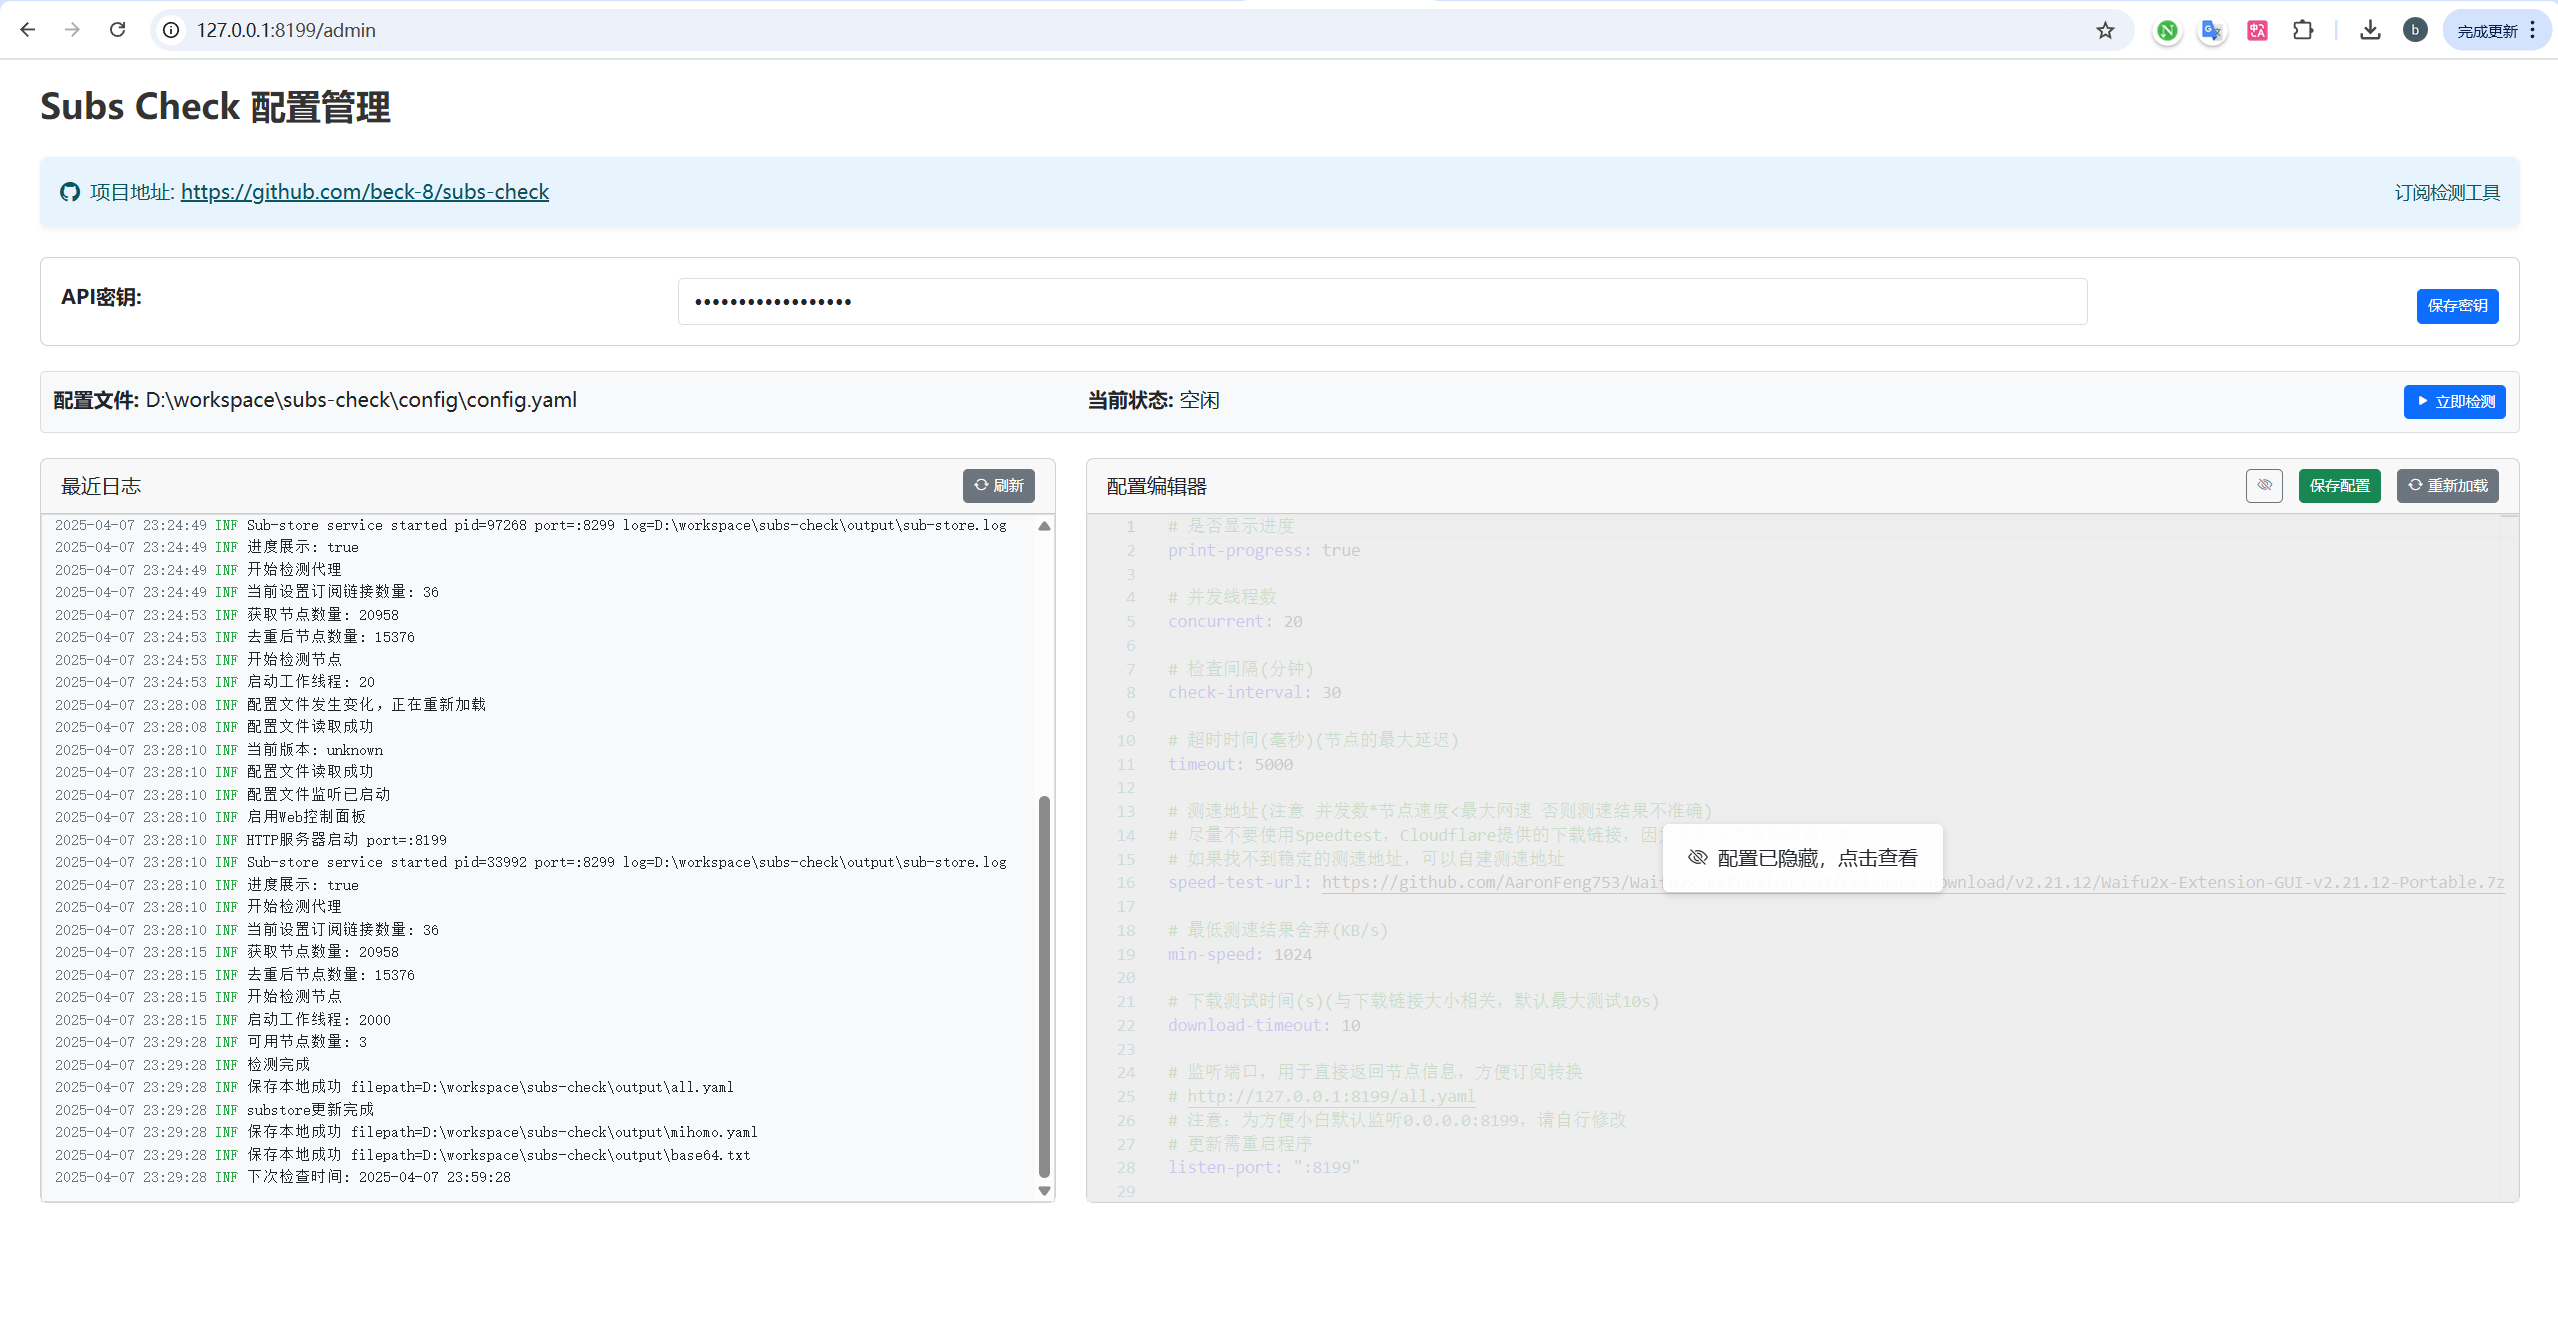 127.0.0.1:8199/admin
b
完成更新
Subs Check 配置管理
项目地址: https://github.com/beck-8/subs-check
订阅检测工具
API密钥:
••••••••••••••••••
保存密钥
配置文件: D:\workspace\subs-check\config\config.yaml
当前状态: 空闲
立即检测
最近日志
刷新
2025-04-07 23:24:49 INF Sub-store service started pid=97268 port=:8299 log=D:\workspace\subs-check\output\sub-store.log
2025-04-07 23:24:49 INF 进度展示: true
2025-04-07 23:24:49 INF 开始检测代理
2025-04-07 23:24:49 INF 当前设置订阅链接数量: 36
2025-04-07 23:24:53 INF 获取节点数量: 20958
2025-04-07 23:24:53 INF 去重后节点数量: 15376
2025-04-07 23:24:53 INF 开始检测节点
2025-04-07 23:24:53 INF 启动工作线程: 20
2025-04-07 23:28:08 INF 配置文件发生变化，正在重新加载
2025-04-07 23:28:08 INF 配置文件读取成功
2025-04-07 23:28:10 INF 当前版本: unknown
2025-04-07 23:28:10 INF 配置文件读取成功
2025-04-07 23:28:10 INF 配置文件监听已启动
2025-04-07 23:28:10 INF 启用Web控制面板
2025-04-07 23:28:10 INF HTTP服务器启动 port=:8199
2025-04-07 23:28:10 INF Sub-store service started pid=33992 port=:8299 log=D:\workspace\subs-check\output\sub-store.log
2025-04-07 23:28:10 INF 进度展示: true
2025-04-07 23:28:10 INF 开始检测代理
2025-04-07 23:28:10 INF 当前设置订阅链接数量: 36
2025-04-07 23:28:15 INF 获取节点数量: 20958
2025-04-07 23:28:15 INF 去重后节点数量: 15376
2025-04-07 23:28:15 INF 开始检测节点
2025-04-07 23:28:15 INF 启动工作线程: 2000
2025-04-07 23:29:28 INF 可用节点数量: 3
2025-04-07 23:29:28 INF 检测完成
2025-04-07 23:29:28 INF 保存本地成功 filepath=D:\workspace\subs-check\output\all.yaml
2025-04-07 23:29:28 INF substore更新完成
2025-04-07 23:29:28 INF 保存本地成功 filepath=D:\workspace\subs-check\output\mihomo.yaml
2025-04-07 23:29:28 INF 保存本地成功 filepath=D:\workspace\subs-check\output\base64.txt
2025-04-07 23:29:28 INF 下次检查时间: 2025-04-07 23:59:28
配置编辑器
保存配置
重新加载
1 # 是否显示进度
2 print-progress: true
3
4 # 并发线程数
5 concurrent: 20
6
7 # 检查间隔(分钟)
8 check-interval: 30
9
10 # 超时时间(毫秒)(节点的最大延迟)
11 timeout: 5000
12
13 # 测速地址(注意 并发数*节点速度<最大网速 否则测速结果不准确)
14 # 尽量不要使用Speedtest，Cloudflare提供的下载链接，因
15 # 如果找不到稳定的测速地址，可以自建测速地址
16 speed-test-url: https://github.com/AaronFeng753/Wai ownload/v2.21.12/Waifu2x-Extension-GUI-v2.21.12-Portable.7z
配置已隐藏，点击查看
17
18 # 最低测速结果舍弃(KB/s)
19 min-speed: 1024
20
21 # 下载测试时间(s)(与下载链接大小相关，默认最大测试10s)
22 download-timeout: 10
23
24 # 监听端口，用于直接返回节点信息，方便订阅转换
25 # http://127.0.0.1:8199/all.yaml
26 # 注意：为方便小白默认监听0.0.0.0:8199，请自行修改
27 # 更新需重启程序
28 listen-port: ":8199"
29